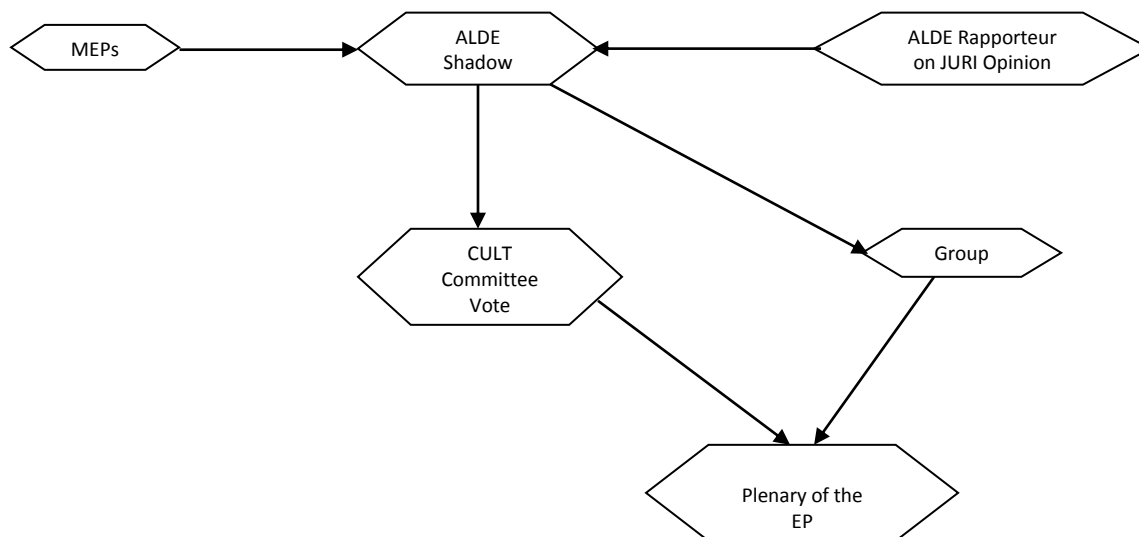 MEPs
ALDE
Shadow
ALDE Rapporteur
on JURI Opinion
CULT
Committee
Vote
Group
Plenary of the
EP